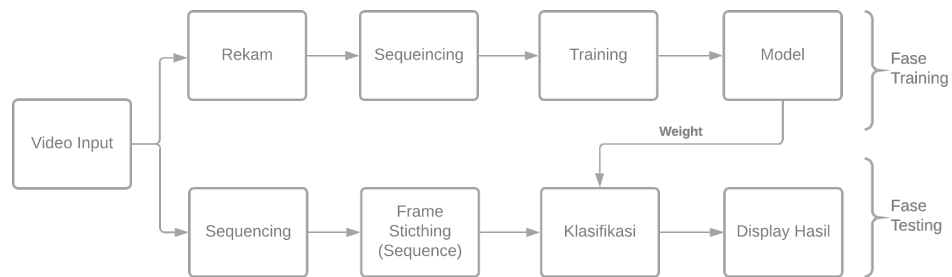 Rekam
Sequeincing
Training
Model
Fase
Training
Video Input
Weight
Sequencing
Frame
Sticthing
(Sequence)
Klasifikasi
Display Hasil
Fase
Testing